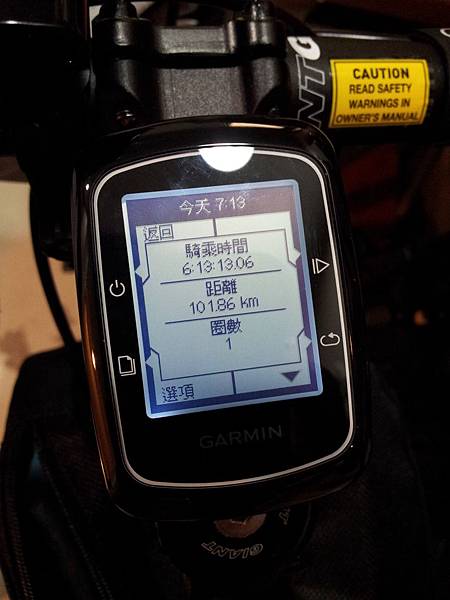 CAUTION
READ SAFETY
WARNINGS IN
OWNER'S MANUAL
今天 7:13
返回
騎乘時間
6:13:13.06
距離
101.86 km
圈數
1
選項
GARMIN
GIANT